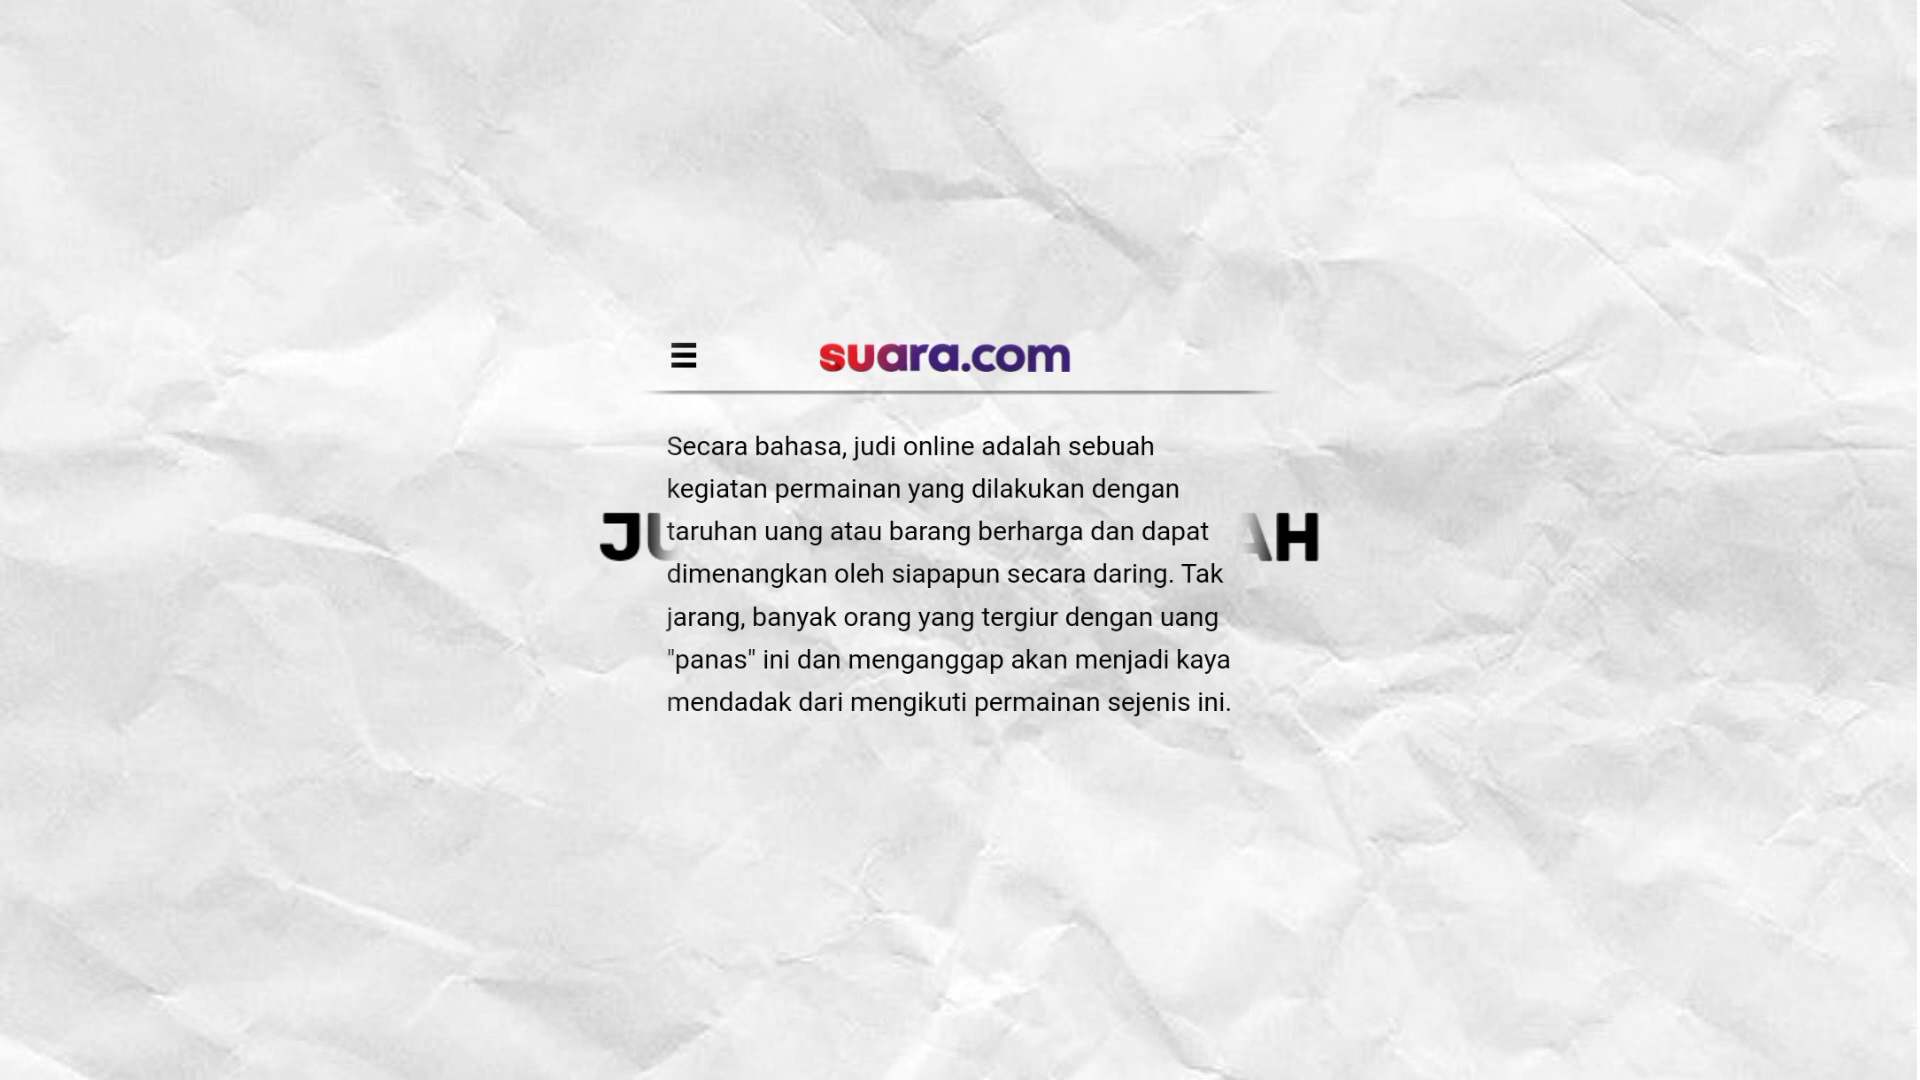 suara.com
Secara bahasa, judi online adalah sebuah
kegiatan permainan yang dilakukan dengan
taruhan uang atau barang berharga dan dapat
dimenangkan oleh siapapun secara daring. Tak
jarang, banyak orang yang tergiur dengan uang
"panas" ini dan menganggap akan menjadi kaya
mendadak dari mengikuti permainan sejenis ini.